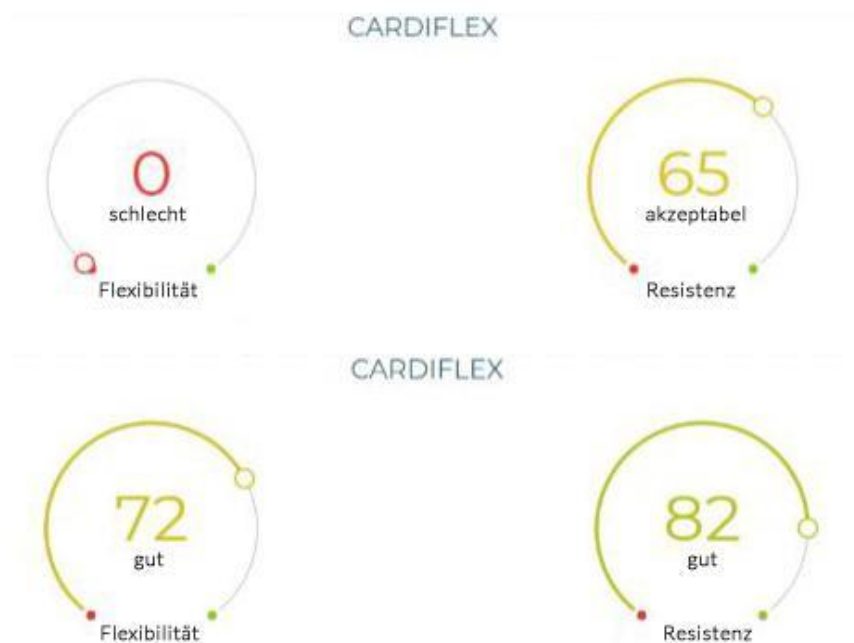 CARDIFLEX
0
schlecht
Flexibilität
65
akzeptabel
Resistenz
CARDIFLEX
72
gut
Flexibilität
82
gut
Resistenz